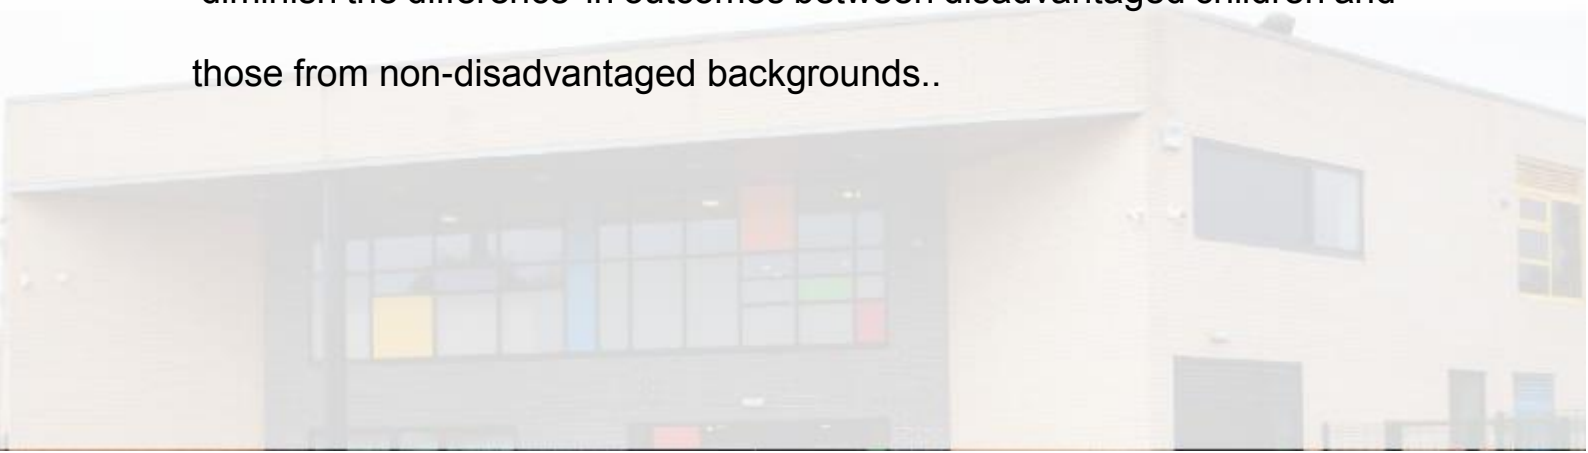 'diminish the difference' in outcomes between disadvantaged children and
those from non-disadvantaged backgrounds..